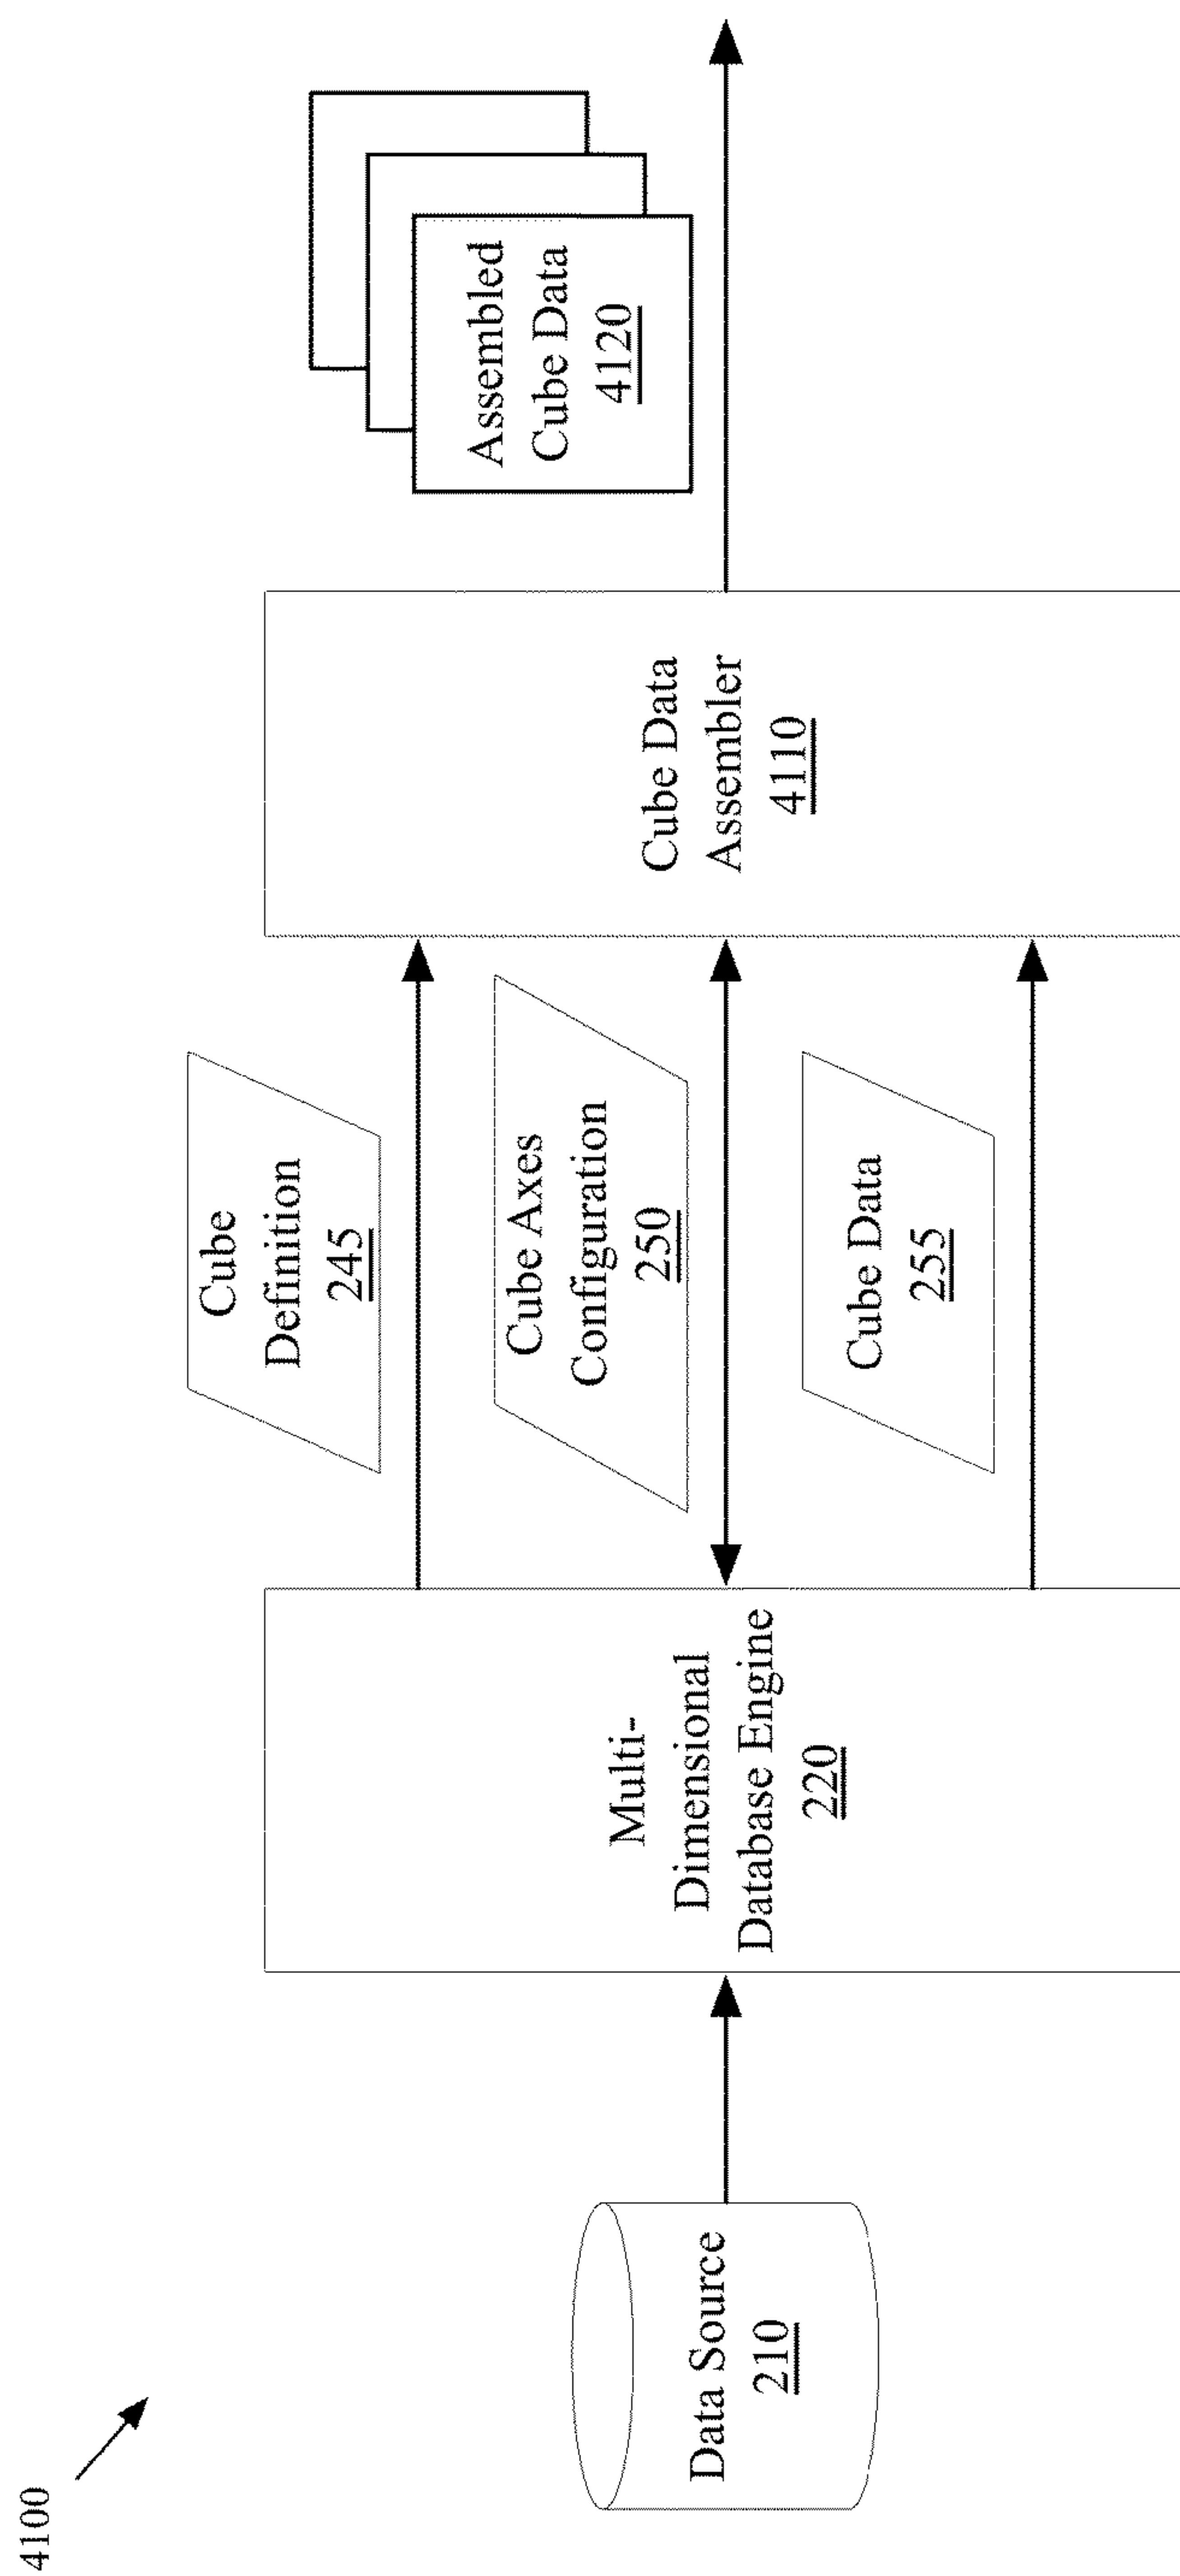 4100
Data Source
210
Multi-
Dimensional
Database Engine
220
Cube
Definition
245
Cube Axes
Configuration
250
Cube Data
255
Cube Data
Assembler
4110
Assembled
Cube Data
4120